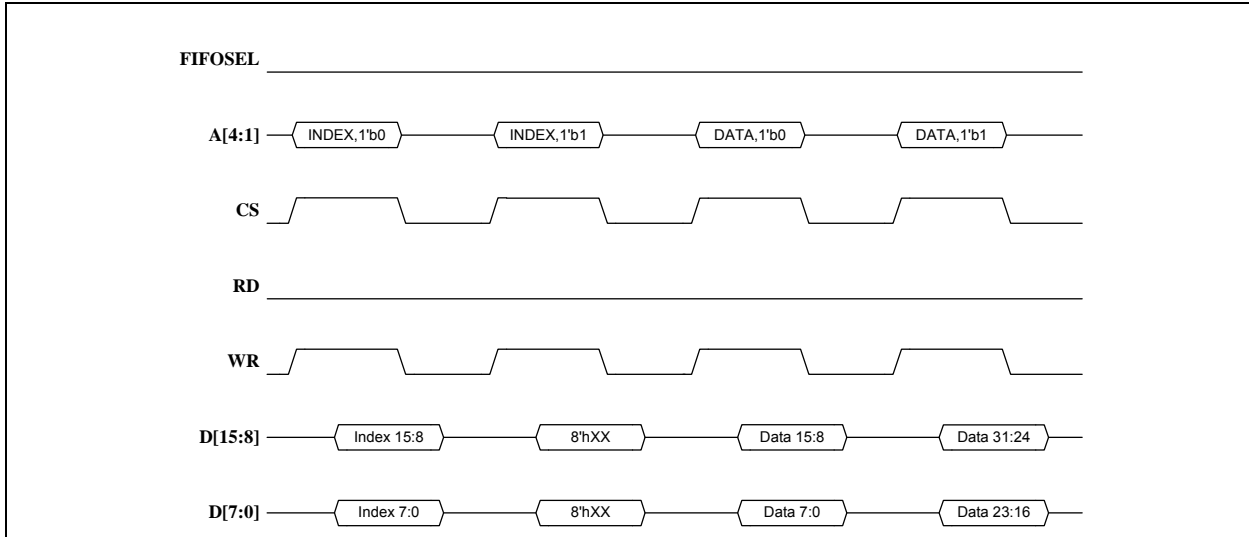 FIFOSEL
A[4:1] INDEX,1'b0 INDEX,1'b1 DATA,1'b0 DATA,1'b1
CS
RD
WR
D[15:8] Index 15:8 8'hXX Data 15:8 Data 31:24
D[7:0] Index 7:0 8'hXX Data 7:0 Data 23:16